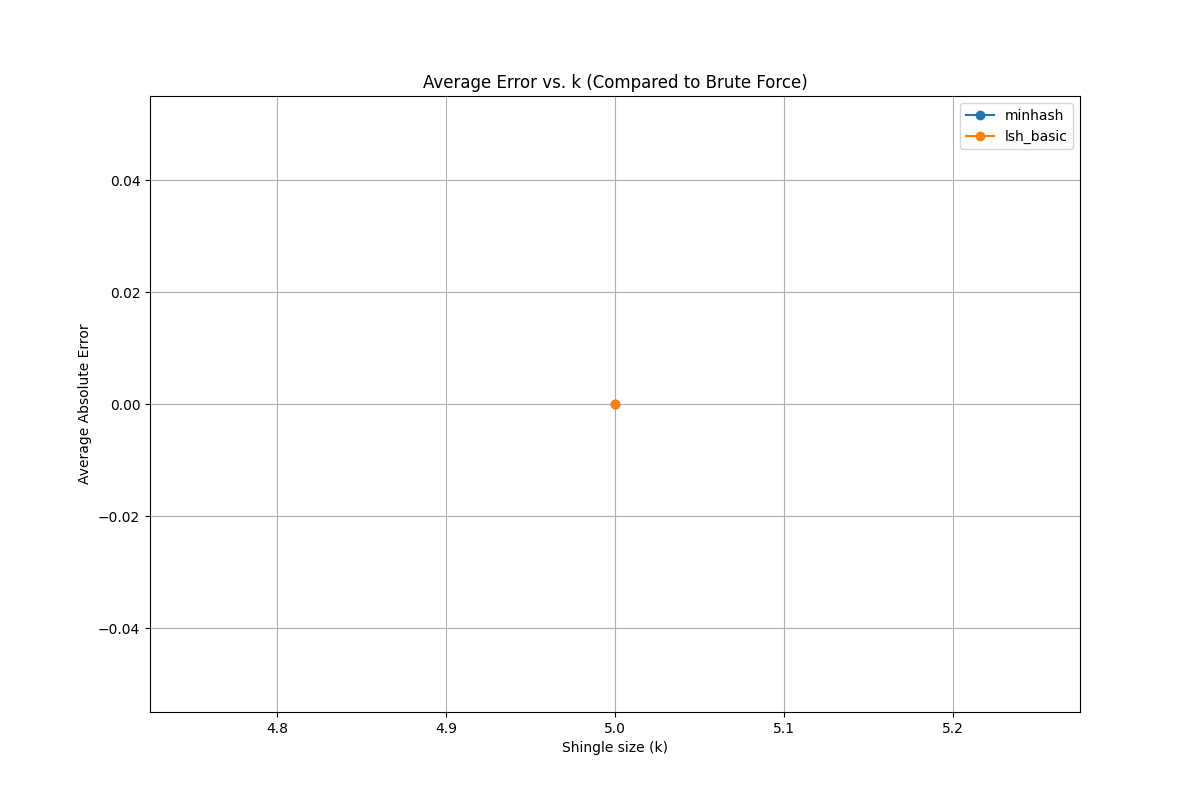 Average Error vs. k (Compared to Brute Force)
minhash
lsh_basic
0.04
0.02
0.00
−0.02
−0.04
Average Absolute Error
4.8 4.9 5.0 5.1 5.2
Shingle size (k)